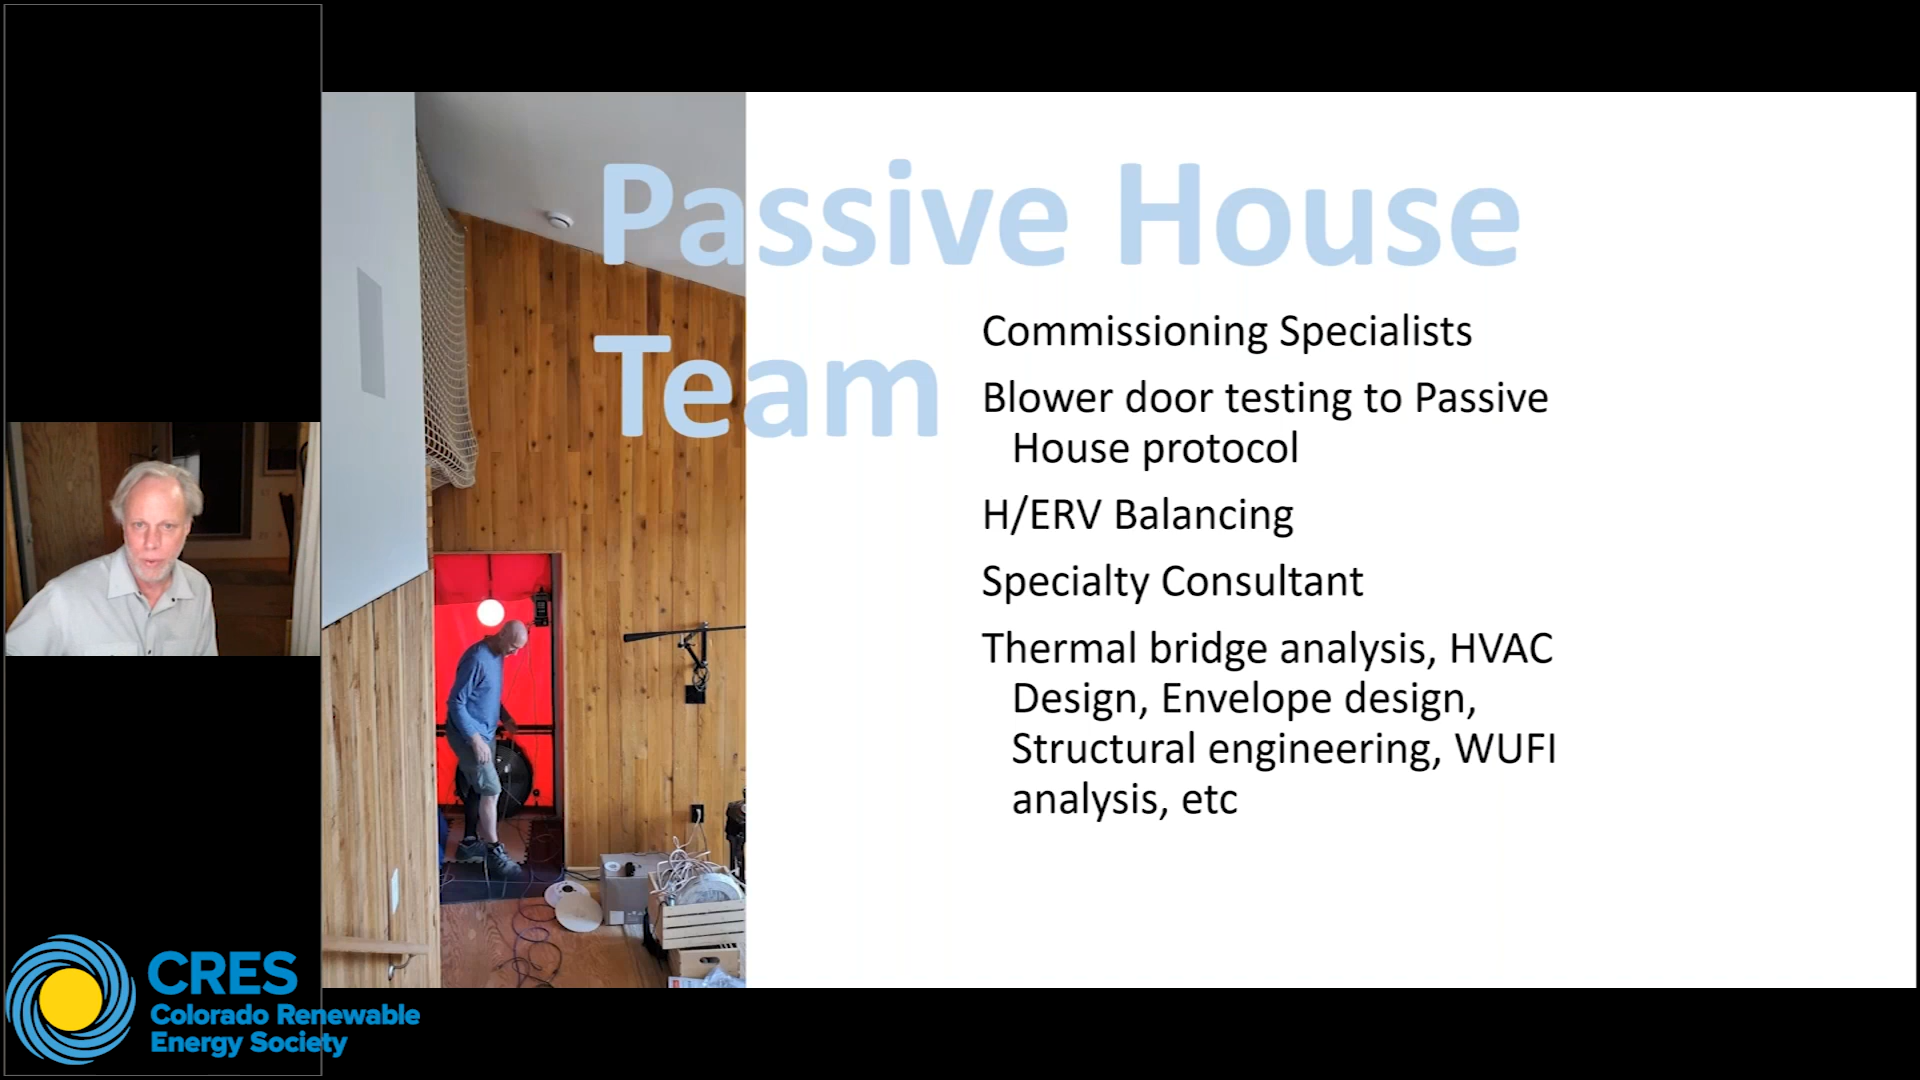 Passive House
Team
Commissioning Specialists
Blower door testing to Passive
House protocol
H/ERV Balancing
Specialty Consultant
Thermal bridge analysis, HVAC
Design, Envelope design,
Structural engineering, WUFI
analysis, etc
CRES
Colorado Renewable
Energy Society